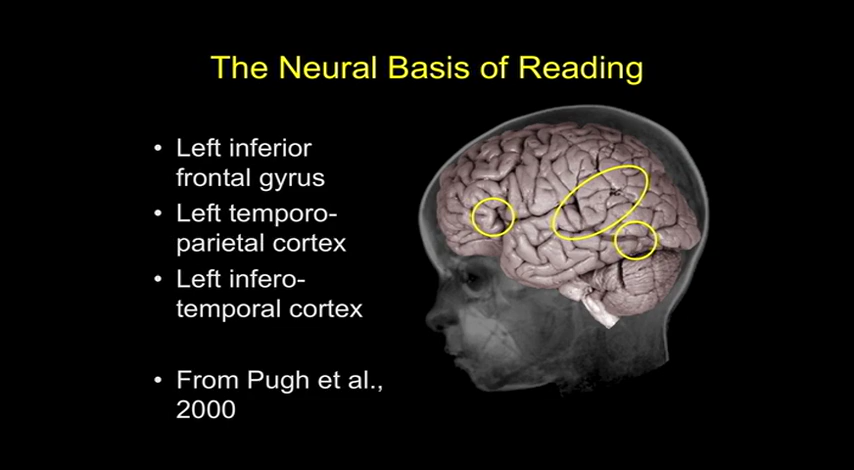 The Neural Basis of Reading
• Left inferior
frontal gyrus
• Left temporo-
parietal cortex
• Left infero-
temporal cortex
• From Pugh et al.,
2000